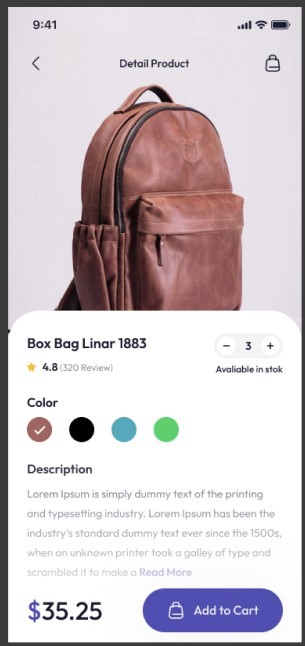 9:41
Detail Product
Box Bag Linar 1883
− 3 +
4.8 (320 Review)
Avaliable in stok
Color
Description
Lorem Ipsum is simply dummy text of the printing
and typesetting industry. Lorem Ipsum has been the
industry's standard dummy text ever since the 1500s,
when an unknown printer took a galley of type and
scrambled it to make a Read More
$35.25
Add to Cart